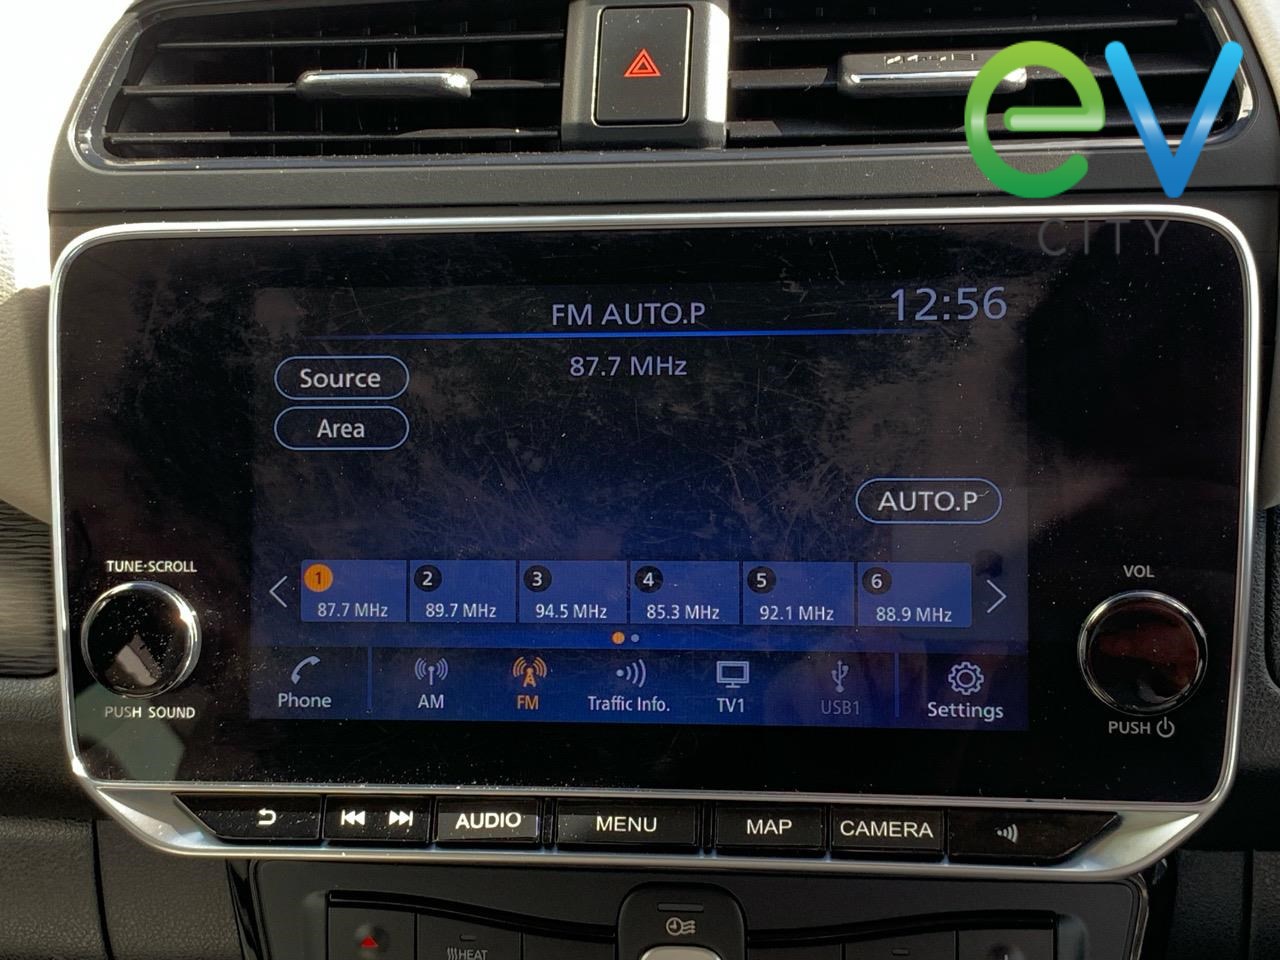 eV
CITY
FM AUTO.P
12:56
87.7 MHz
Source
Area
AUTO.P
1
2
3
4
5
6
87.7 MHz
89.7 MHz
94.5 MHz
85.3 MHz
92.1 MHz
88.9 MHz
TUNE·SCROLL
PUSH SOUND
VOL
PUSH
Phone
AM
FM
Traffic Info.
TV1
USB1
Settings
AUDIO
MENU
MAP
CAMERA
HEAT